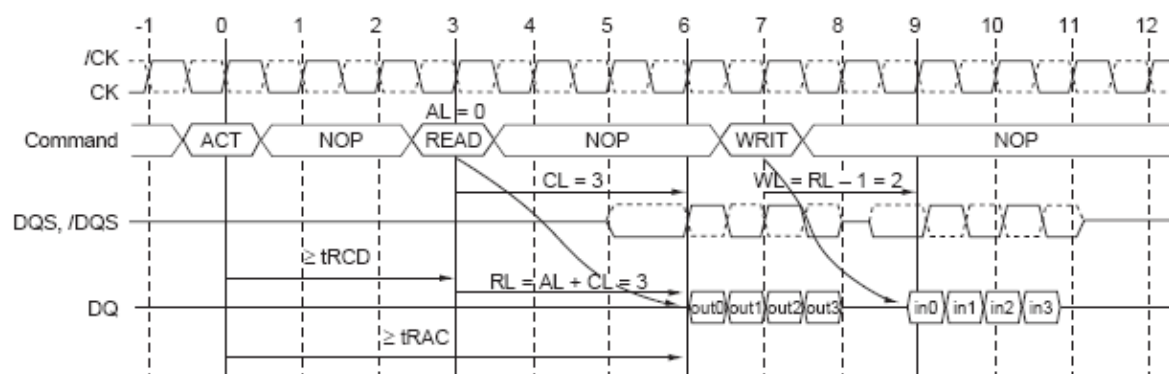 -1 0 1 2 3 4 5 6 7 8 9 10 11 12
/CK
CK
AL = 0
Command ACT NOP READ NOP WRIT NOP
CL = 3 WL = RL – 1 = 2
DQS, /DQS
≥ tRCD
RL = AL + CL = 3
DQ out0 out1 out2 out3 in0 in1 in2 in3
≥ tRAC